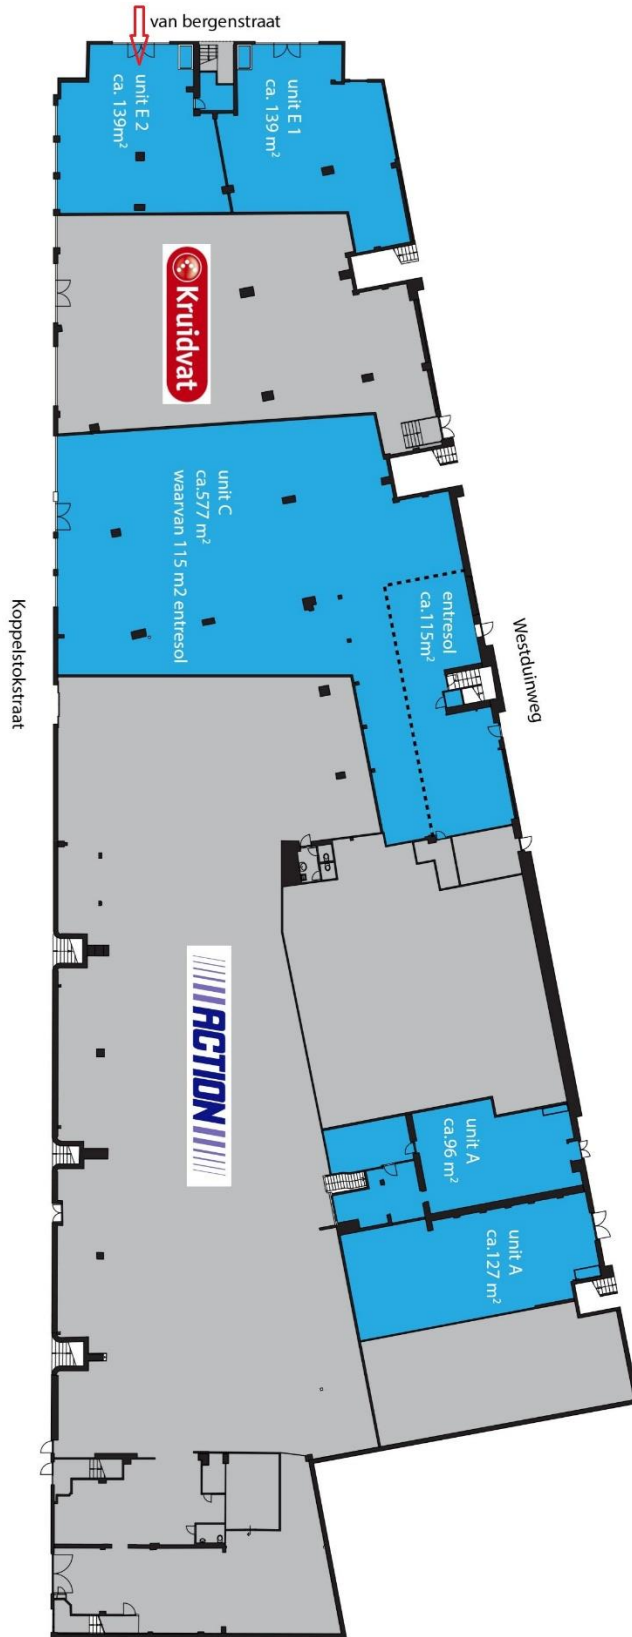 van bergenstraat
unit E 2
ca. 139m²
unit E 1
ca. 139 m²
Kruidvat
unit C
ca.577 m²
waarvan 115 m2 entresol
entresol
ca.115m²
Westduinweg
Koppelstokstraat
ACTION
unit A
ca.96 m²
unit A
ca.127 m²